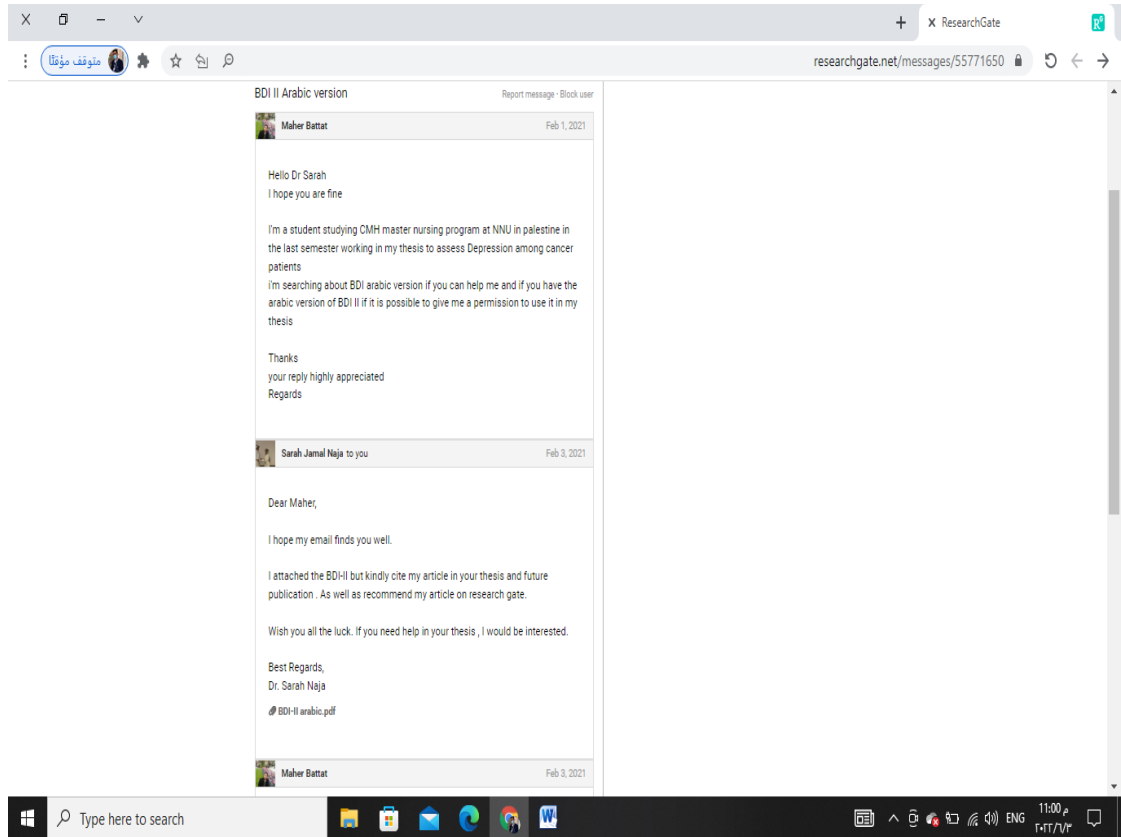 ResearchGate
متوقف مؤقتًا
researchgate.net/messages/55771650
BDI II Arabic version
Report message · Block user
Maher Battat
Feb 1, 2021
Hello Dr Sarah
I hope you are fine
I'm a student studying CMH master nursing program at NNU in palestine in
the last semester working in my thesis to assess Depression among cancer
patients
i'm searching about BDI arabic version if you can help me and if you have the
arabic version of BDI II if it is possible to give me a permission to use it in my
thesis
Thanks
your reply highly appreciated
Regards
Sarah Jamal Naja to you
Feb 3, 2021
Dear Maher,
I hope my email finds you well.
I attached the BDI-II but kindly cite my article in your thesis and future
publication . As well as recommend my article on research gate.
Wish you all the luck. If you need help in your thesis , I would be interested.
Best Regards,
Dr. Sarah Naja
BDI-II arabic.pdf
Maher Battat
Feb 3, 2021
Type here to search
ENG
11:00 م
٢٠٢٢/٦/٣